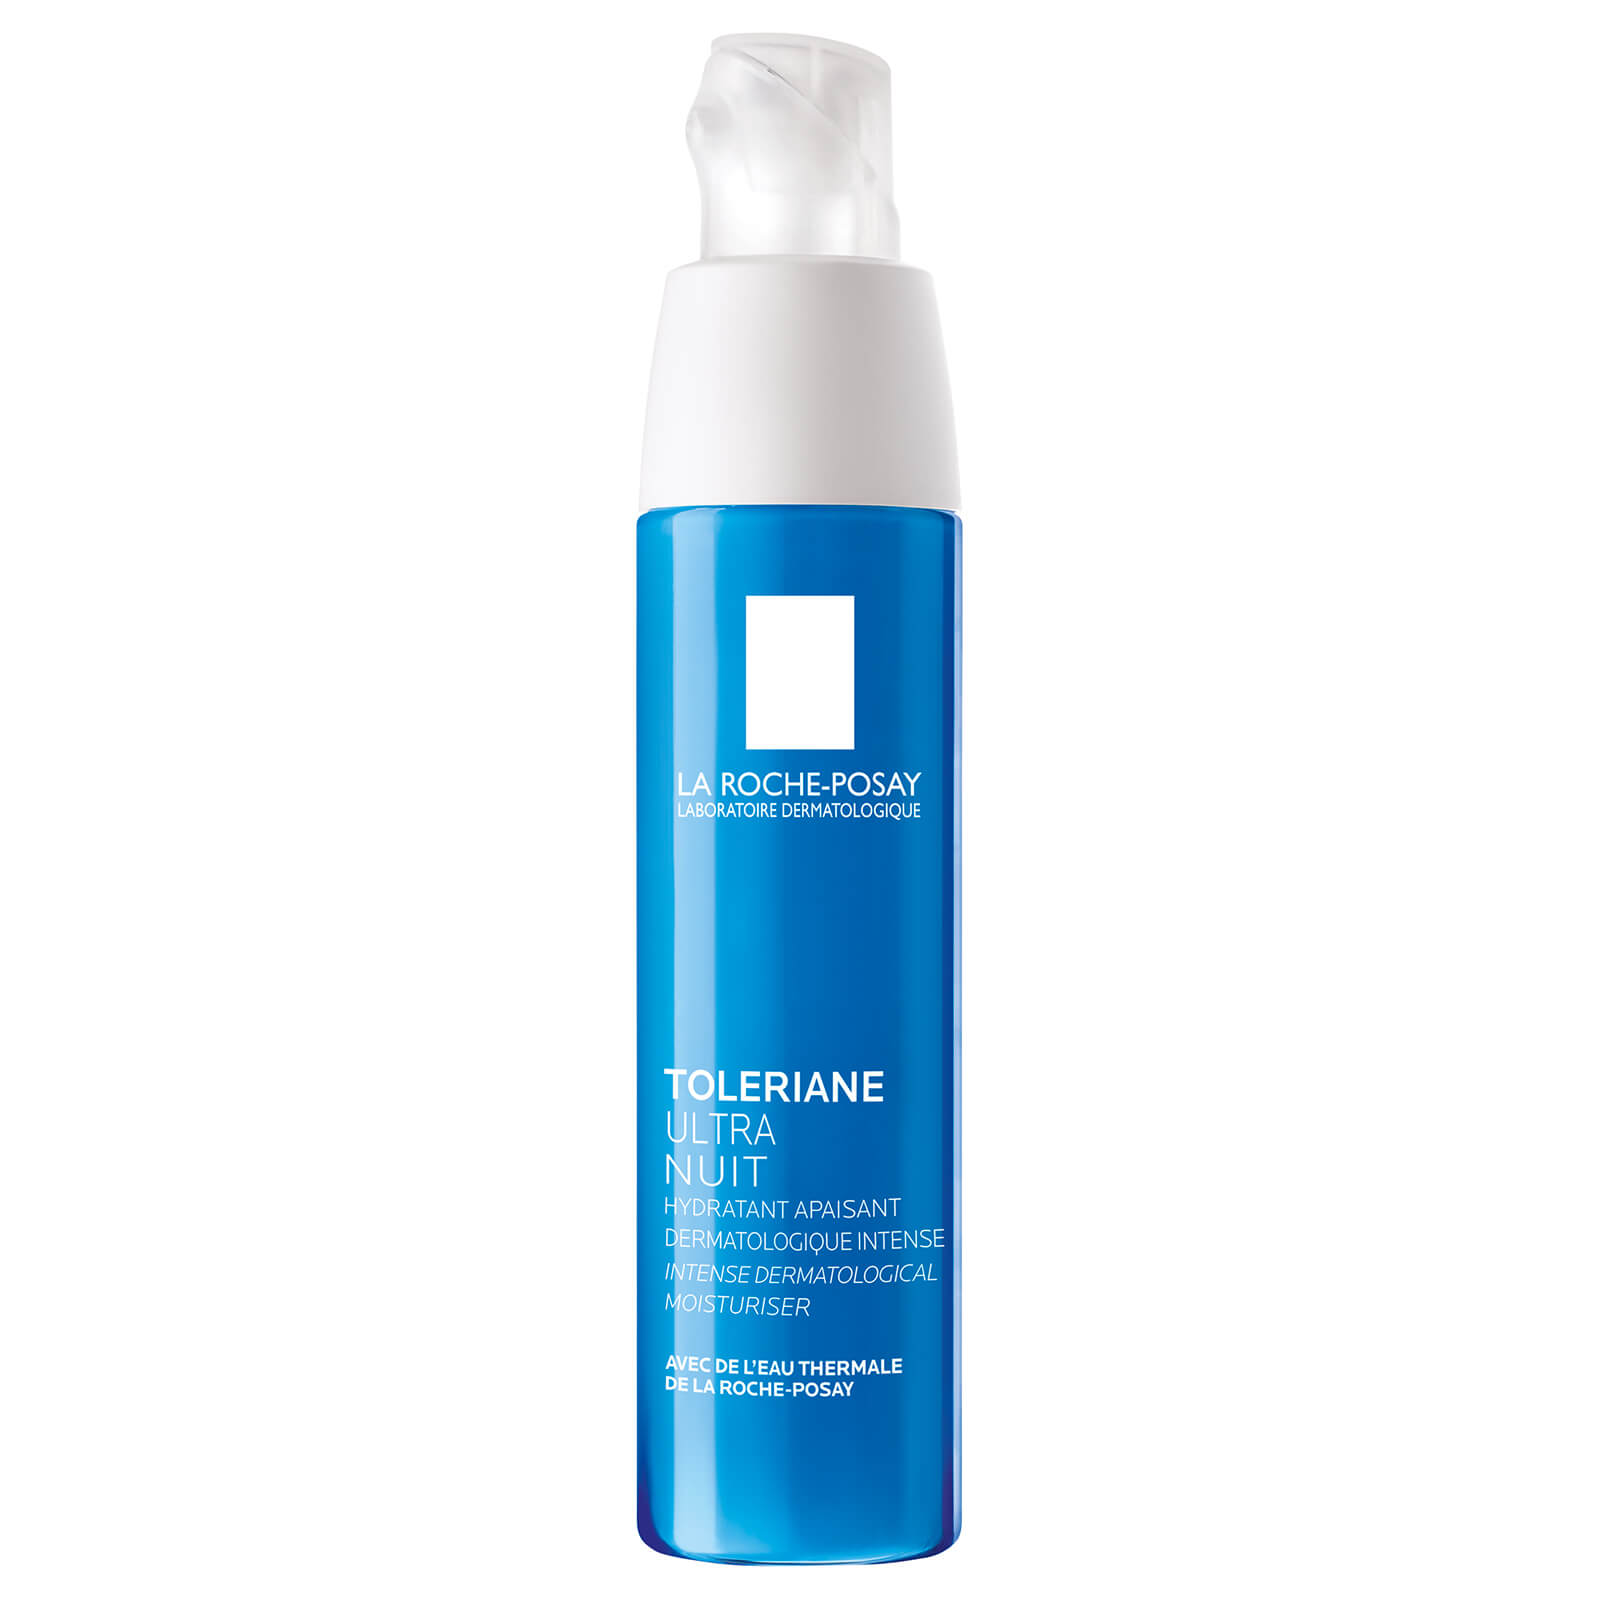 LA ROCHE-POSAY
LABORATOIRE DERMATOLOGIQUE
TOLERIANE
ULTRA
NUIT
HYDRATANT APAISANT
DERMATOLOGIQUE INTENSE
INTENSE DERMATOLOGICAL
MOISTURISER
AVEC DE L'EAU THERMALE
DE LA ROCHE-POSAY